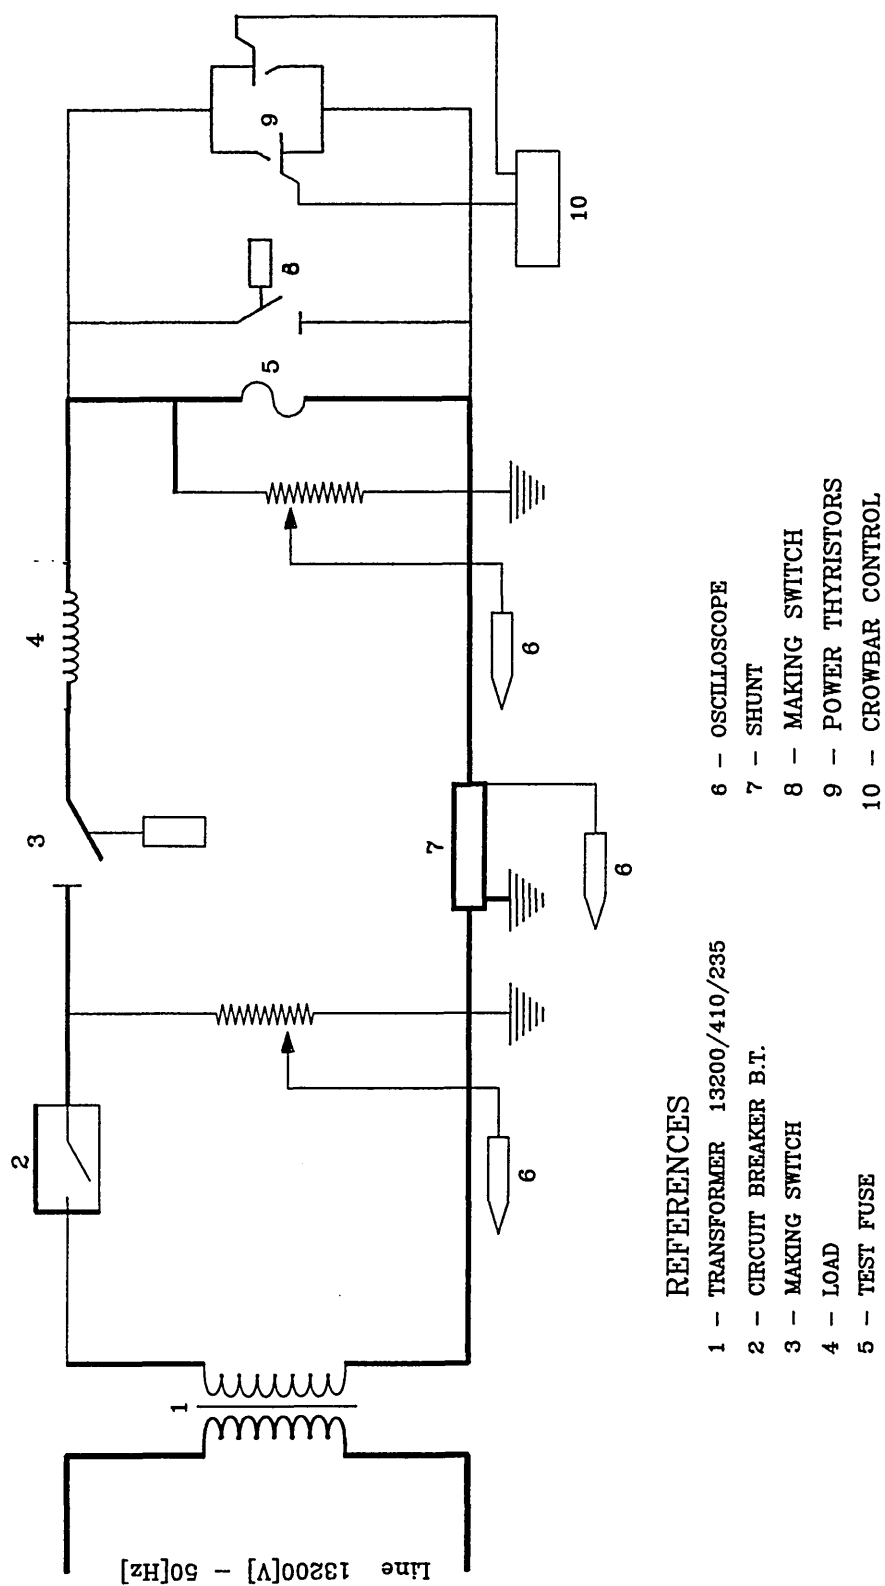 Line 13200[V] - 50[Hz]
1
2
3
4
5
6
6
6
7
8
9
10
REFERENCES
1 - TRANSFORMER 13200/410/235
2 - CIRCUIT BREAKER B.T.
3 - MAKING SWITCH
4 - LOAD
5 - TEST FUSE
6 - OSCILLOSCOPE
7 - SHUNT
8 - MAKING SWITCH
9 - POWER THYRISTORS
10 - CROWBAR CONTROL